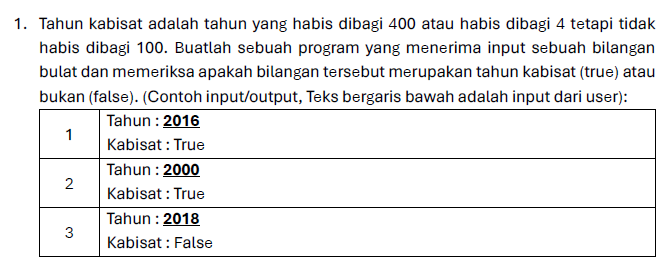 1. Tahun kabisat adalah tahun yang habis dibagi 400 atau habis dibagi 4 tetapi tidak
habis dibagi 100. Buatlah sebuah program yang menerima input sebuah bilangan
bulat dan memeriksa apakah bilangan tersebut merupakan tahun kabisat (true) atau
bukan (false). (Contoh input/output, Teks bergaris bawah adalah input dari user):
1
Tahun : 2016
Kabisat : True
2
Tahun : 2000
Kabisat : True
3
Tahun : 2018
Kabisat : False